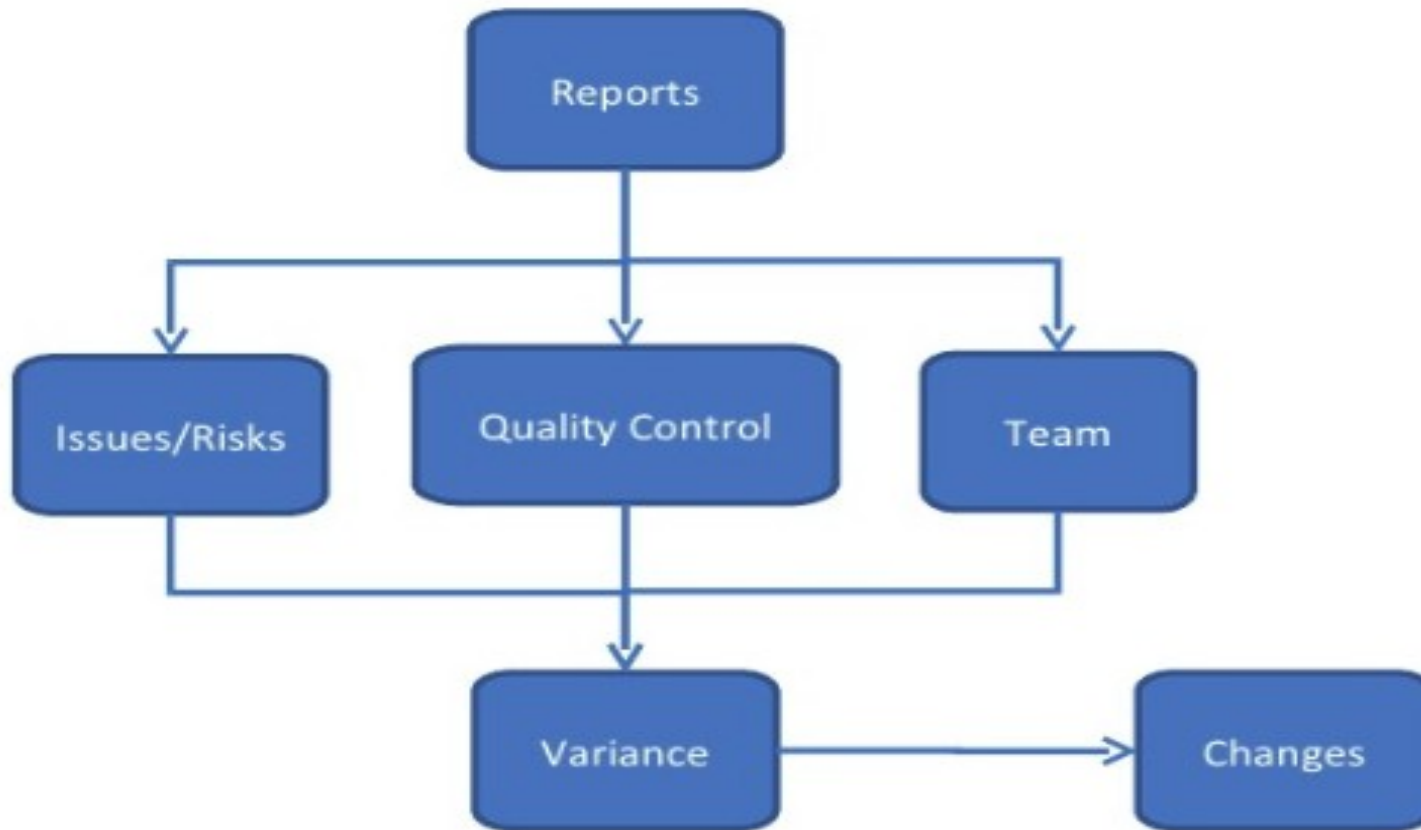 Reports
Issues/Risks
Quality Control
Team
Variance
Changes